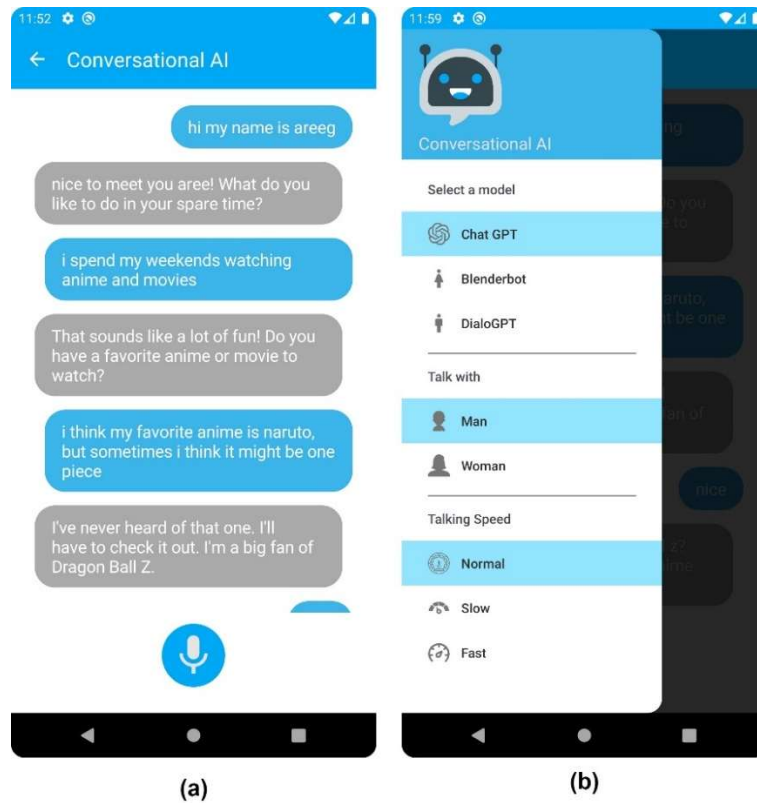 11:52
Conversational AI
hi my name is areeg
nice to meet you aree! What do you
like to do in your spare time?
i spend my weekends watching
anime and movies
That sounds like a lot of fun! Do you
have a favorite anime or movie to
watch?
i think my favorite anime is naruto,
but sometimes i think it might be one
piece
I've never heard of that one. I'll
have to check it out. I'm a big fan of
Dragon Ball Z.
(a)
11:59
Conversational AI
Select a model
Chat GPT
Blenderbot
DialoGPT
Talk with
Man
Woman
Talking Speed
Normal
Slow
Fast
nice
(b)